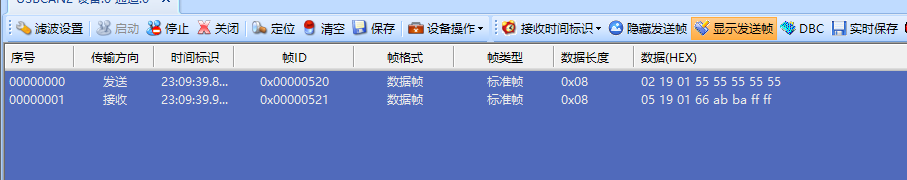 滤波设置 启动 停止 关闭 定位 清空 保存 设备操作 接收时间标识 隐藏发送帧 显示发送帧 DBC 实时保存
序号 传输方向 时间标识 帧ID 帧格式 帧类型 数据长度 数据(HEX)
00000000 发送 23:09:39.8... 0x00000520 数据帧 标准帧 0x08 02 19 01 55 55 55 55 55
00000001 接收 23:09:39.9... 0x00000521 数据帧 标准帧 0x08 05 19 01 66 ab ba ff ff